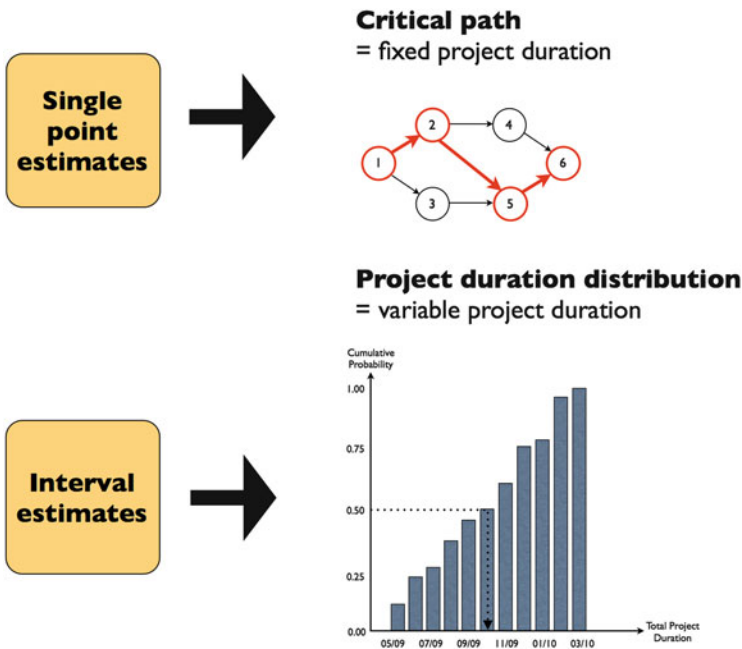 Critical path
= fixed project duration
Single
point
estimates
2
4
1
6
3
5
Project duration distribution
= variable project duration
Cumulative
Probability
1.00
0.75
Interval
estimates
0.50
0.25
0.00
05/09 07/09 09/09 11/09 01/10 03/10
Total Project
Duration